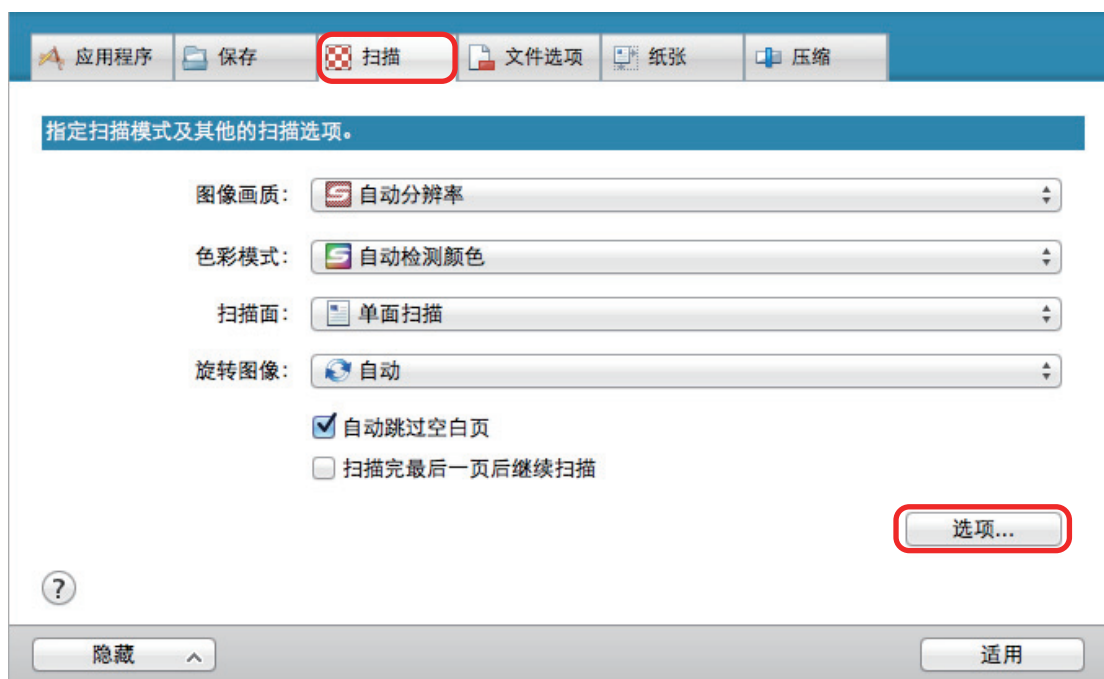 应用程序 保存 扫描 文件选项 纸张 压缩
指定扫描模式及其他的扫描选项。
图像画质: 自动分辨率
色彩模式: 自动检测颜色
扫描面: 单面扫描
旋转图像: 自动
自动跳过空白页
扫描完最后一页后继续扫描
选项...
?
隐藏 适用